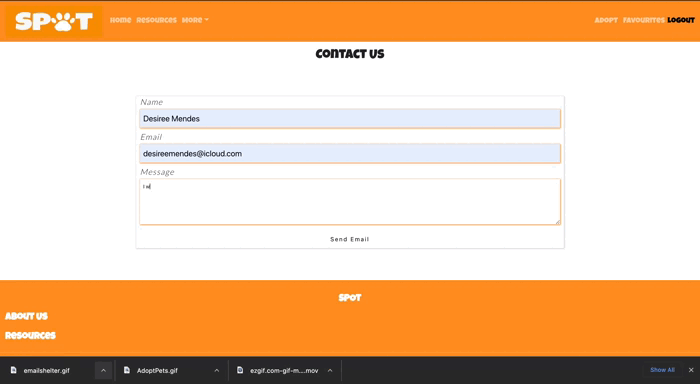 SPOT Home Resources More Adopt Favourites Logout
Contact Us
Name
Desiree Mendes
Email
desireemendes@icloud.com
Message
i w
Send Email
SPOT
About Us
Resources
emailshelter.gif AdoptPets.gif ezgif.com-gif-m....mov Show All